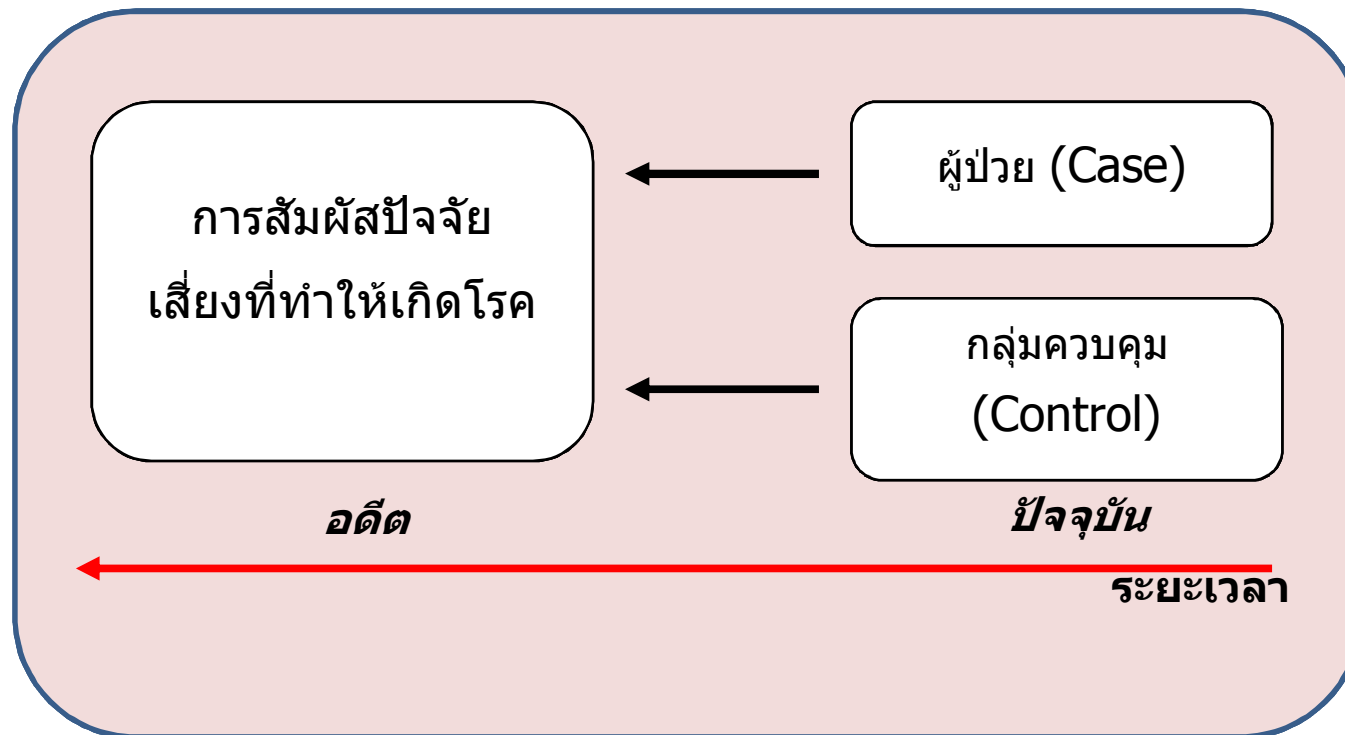 การสัมผัสปัจจัย
เสี่ยงที่ทำให้เกิดโรค
ผู้ป่วย (Case)
กลุ่มควบคุม
(Control)
อดีต
ปัจจุบัน
ระยะเวลา